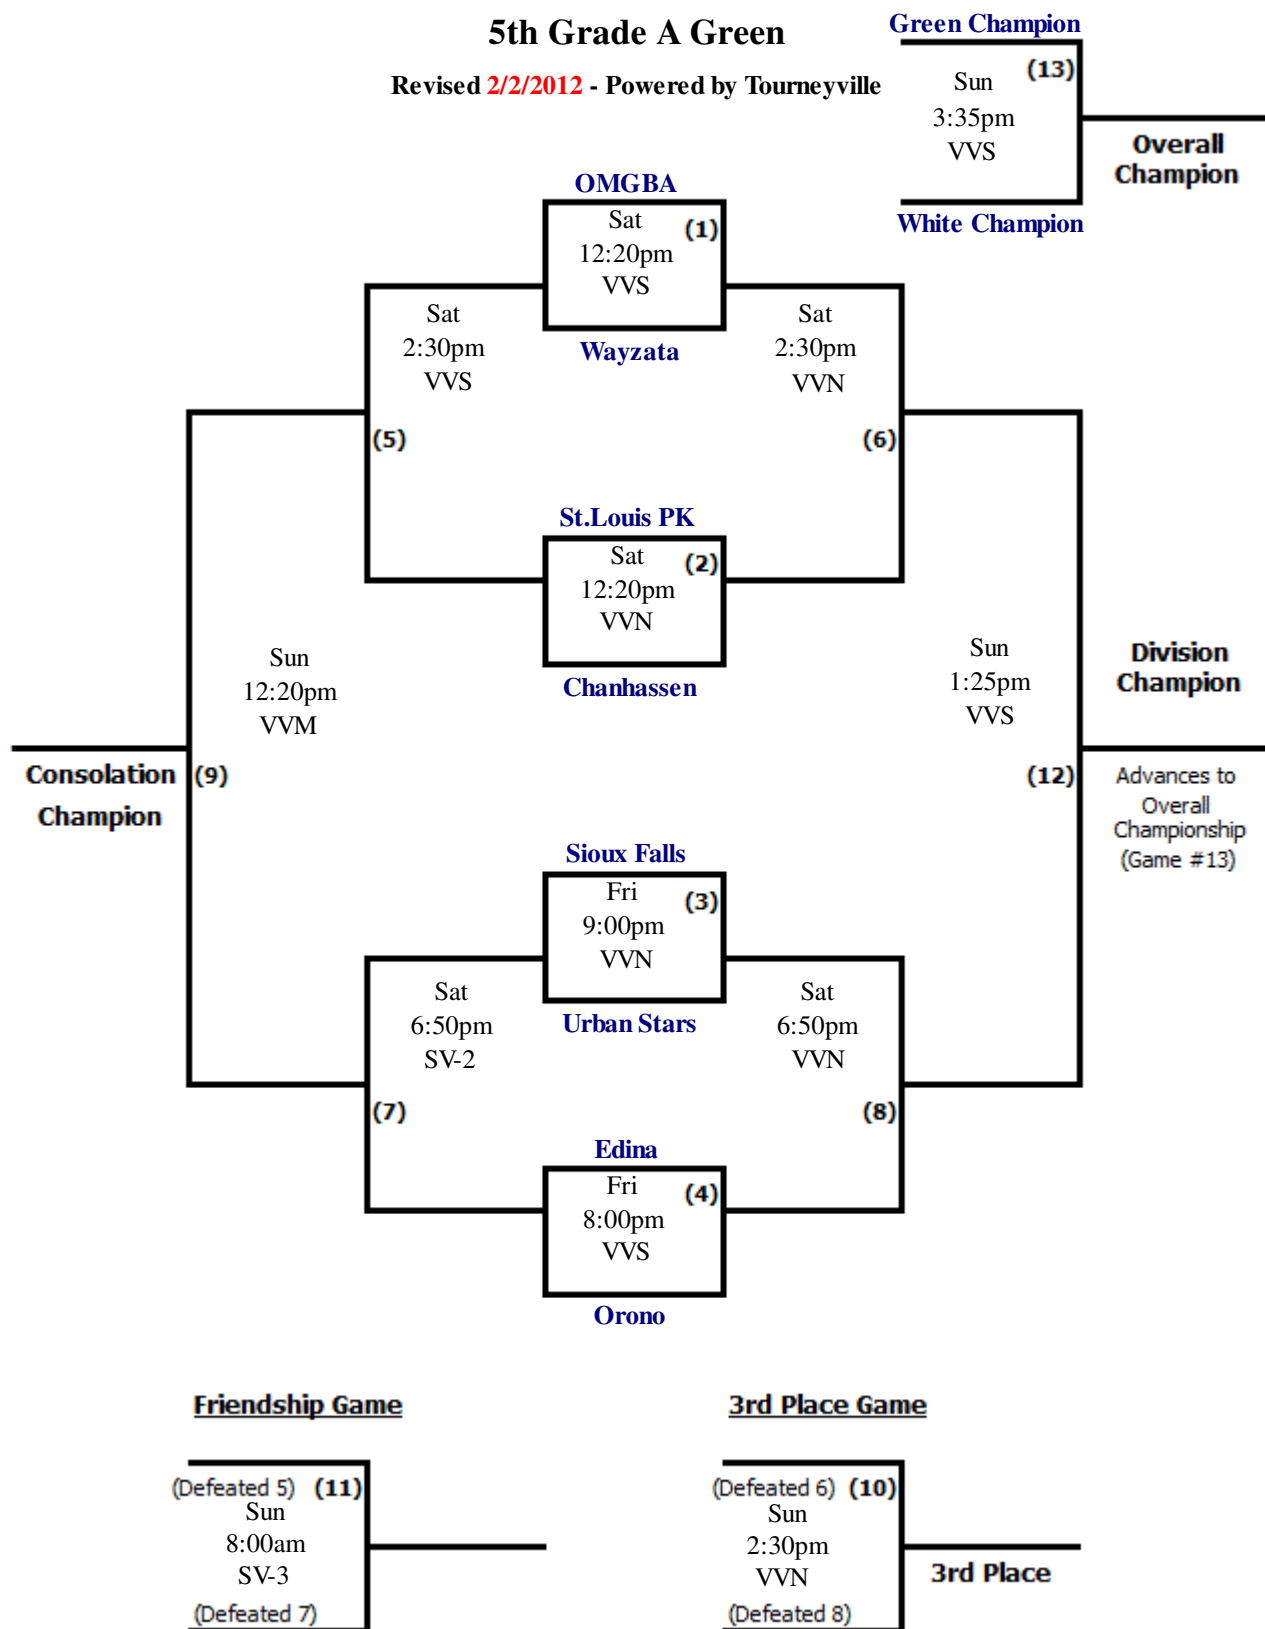 5th Grade A Green
Revised 2/2/2012 - Powered by Tourneyville
Green Champion
(13)
Sun
3:35pm
VVS
Overall
Champion
White Champion
OMGBA
Sat
(1)
12:20pm
VVS
Wayzata
Sat
2:30pm
VVS
(5)
Sat
2:30pm
VVN
(6)
St.Louis PK
Sat
(2)
12:20pm
VVN
Chanhassen
Sun
12:20pm
VVM
Consolation
(9)
Champion
Sun
1:25pm
VVS
(12)
Division
Champion
Advances to
Overall
Championship
(Game #13)
Sioux Falls
Fri
(3)
9:00pm
VVN
Urban Stars
Sat
6:50pm
SV-2
(7)
Sat
6:50pm
VVN
(8)
Edina
Fri
(4)
8:00pm
VVS
Orono
Friendship Game
(Defeated 5) (11)
Sun
8:00am
SV-3
(Defeated 7)
3rd Place Game
(Defeated 6) (10)
Sun
2:30pm
VVN
3rd Place
(Defeated 8)